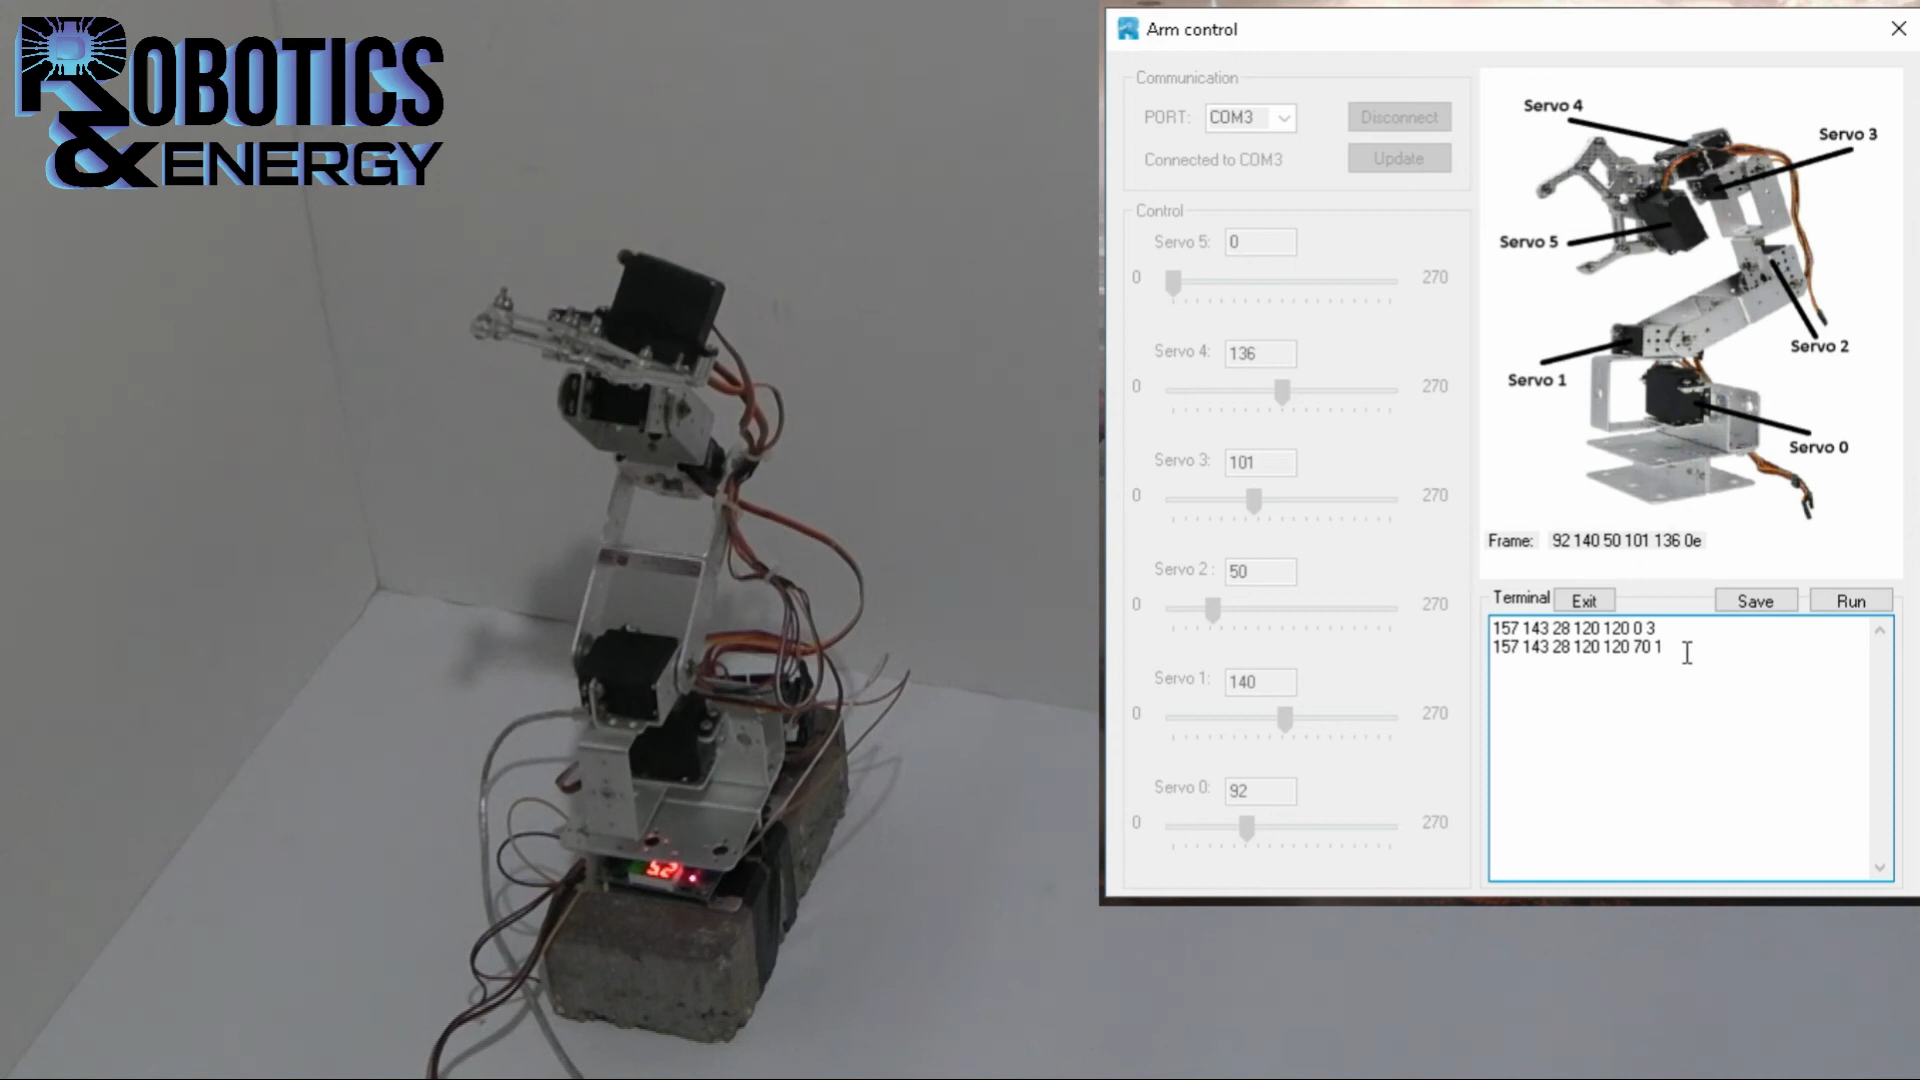 ROBOTICS
& ENERGY
Arm control
Communication
PORT: COM3 Disconnect
Connected to COM3 Update
Control
Servo 5: 0
0 270
Servo 4: 136
0 270
Servo 3: 101
0 270
Servo 2 : 50
0 270
Servo 1: 140
0 270
Servo 0: 92
0 270
Servo 4
Servo 3
Servo 5
Servo 2
Servo 1
Servo 0
Frame: 92 140 50 101 136 0e
Terminal Exit Save Run
157 143 28 120 120 0 3
157 143 28 120 120 70 1
5.2